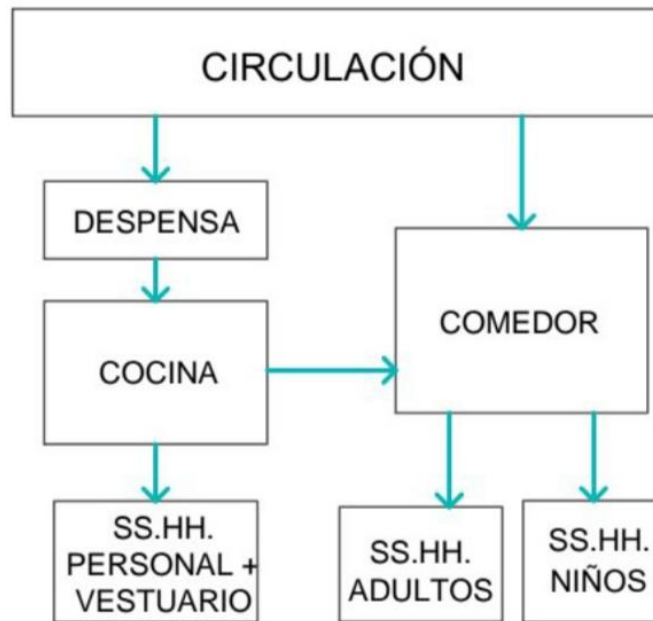 CIRCULACIÓN
DESPENSA
COMEDOR
COCINA
SS.HH.
PERSONAL +
VESTUARIO
SS.HH.
ADULTOS
SS.HH.
NIÑOS